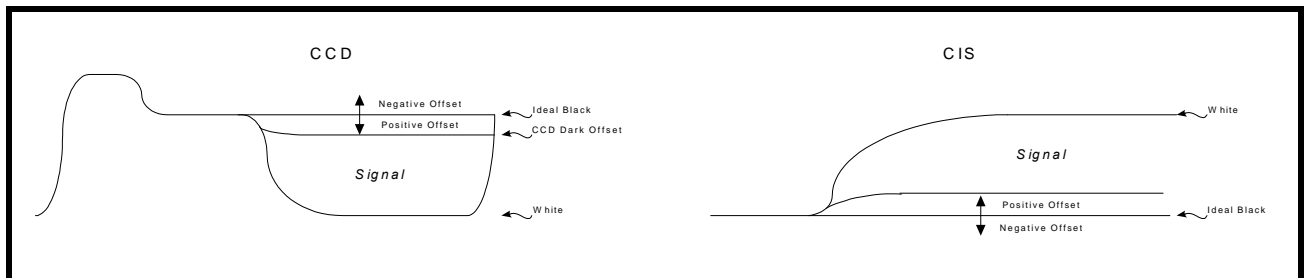 CCD
Negative Offset
Ideal Black
Positive Offset
CCD Dark Offset
Signal
White
CIS
White
Signal
Positive Offset
Ideal Black
Negative Offset